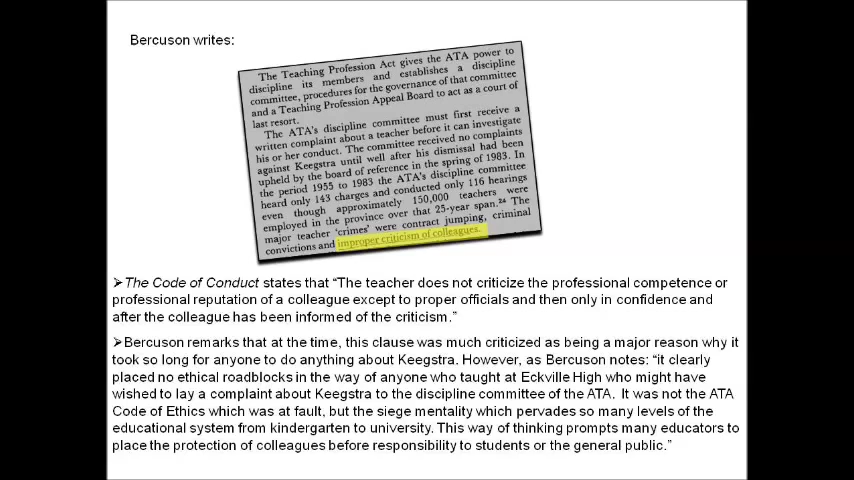 Bercuson writes:
The Teaching Profession Act gives the ATA power to
discipline its members and establishes a discipline
committee, procedures for the governance of that committee
and a Teaching Profession Appeal Board to act as a court of
last resort.
The ATA's discipline committee must first receive a
written complaint about a teacher before it can investigate
his or her conduct. The committee received no complaints
against Keegstra until well after his dismissal had been
upheld by the board of reference in the spring of 1983. In
the period 1955 to 1983 the ATA's discipline committee
heard only 143 charges and conducted only 116 hearings
even though approximately 150,000 teachers were
employed in the province over that 25-year span.²⁴ The
major teacher 'crimes' were contract jumping, criminal
convictions and improper criticism of colleagues.
➢The Code of Conduct states that “The teacher does not criticize the professional competence or
professional reputation of a colleague except to proper officials and then only in confidence and
after the colleague has been informed of the criticism.”
➢Bercuson remarks that at the time, this clause was much criticized as being a major reason why it
took so long for anyone to do anything about Keegstra. However, as Bercuson notes: “it clearly
placed no ethical roadblocks in the way of anyone who taught at Eckville High who might have
wished to lay a complaint about Keegstra to the discipline committee of the ATA.  It was not the ATA
Code of Ethics which was at fault, but the siege mentality which pervades so many levels of the
educational system from kindergarten to university. This way of thinking prompts many educators to
place the protection of colleagues before responsibility to students or the general public.”